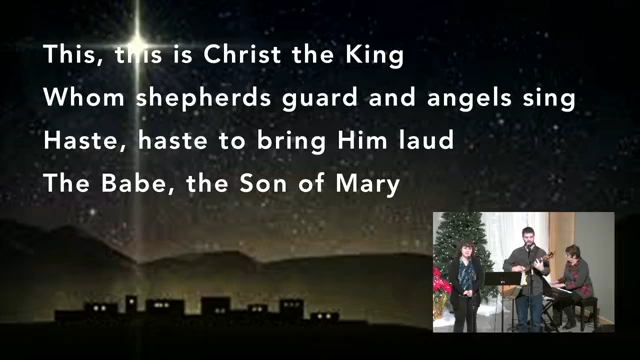 This, this is Christ the King
Whom shepherds guard and angels sing
Haste, haste to bring Him laud
The Babe, the Son of Mary